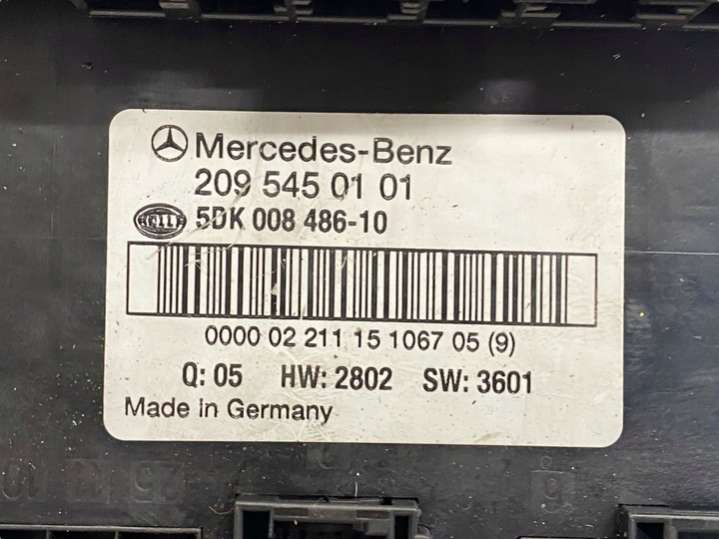 Mercedes-Benz
209 545 01 01
HELLA 5DK 008 486-10
0000 02 211 15 1067 05 (9)
Q: 05 HW: 2802 SW: 3601
Made in Germany